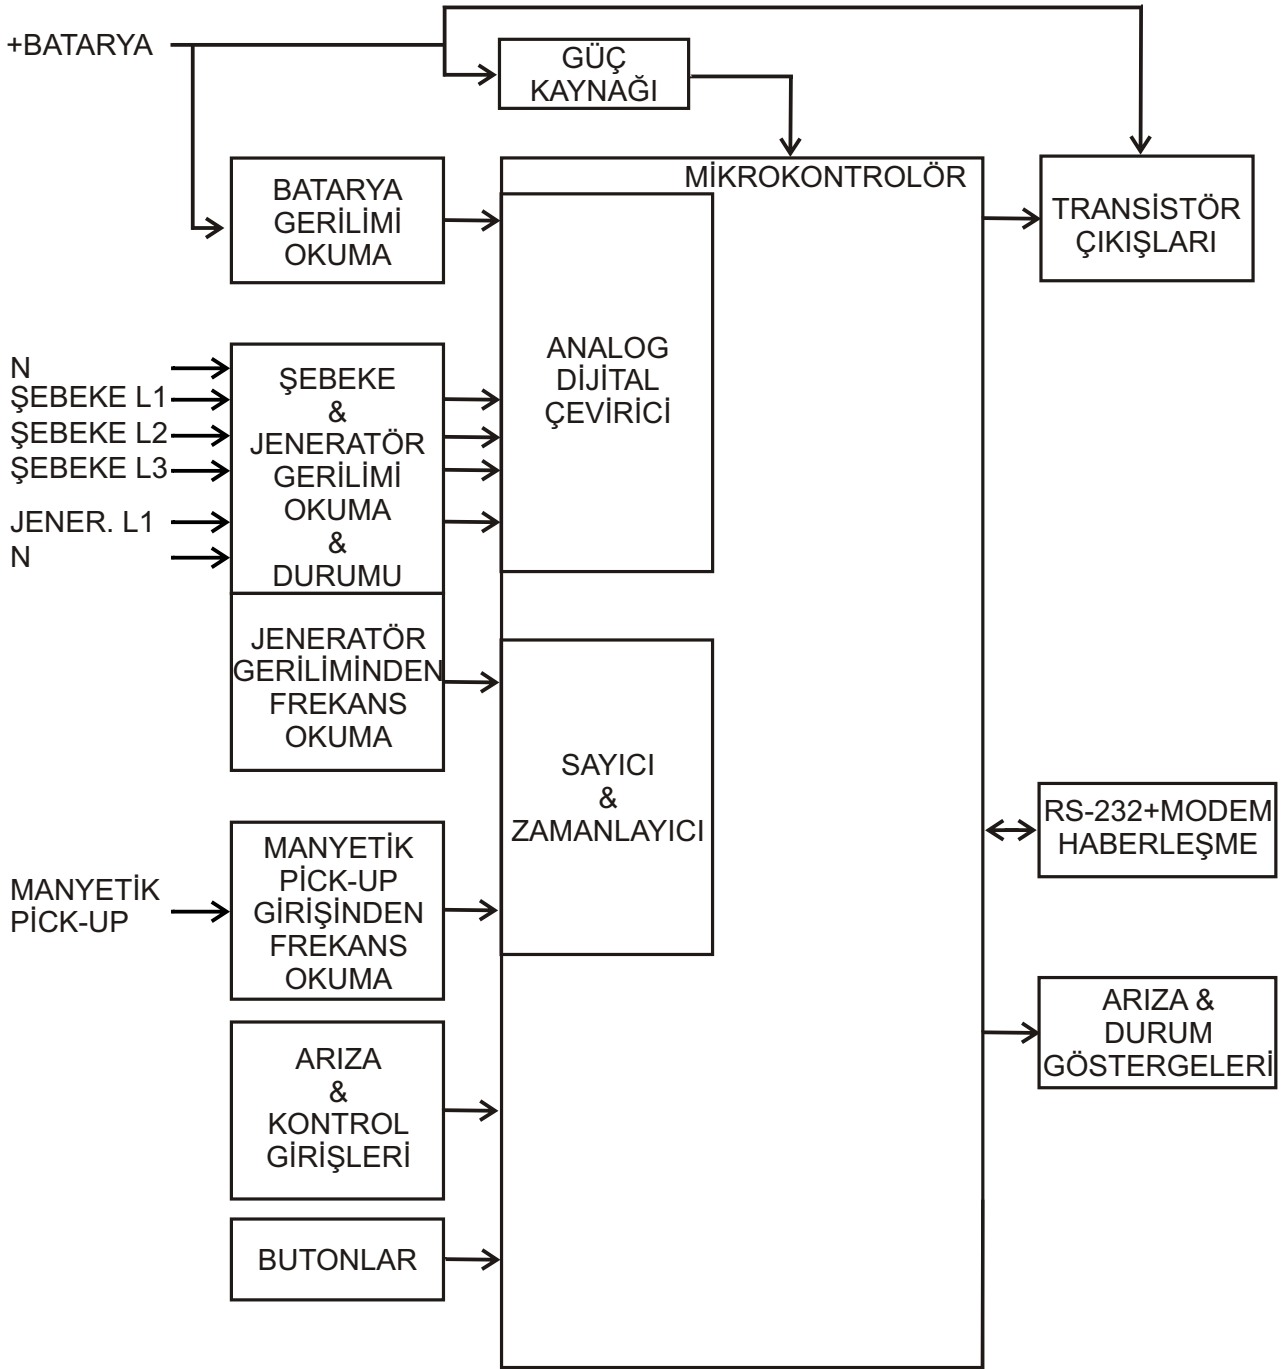 +BATARYA
GÜÇ
KAYNAĞI
BATARYA
GERİLİMİ
OKUMA
MİKROKONTROLÖR
TRANSİSTÖR
ÇIKIŞLARI
N
ŞEBEKE L1
ŞEBEKE L2
ŞEBEKE L3
JENER. L1
N
ŞEBEKE
&
JENERATÖR
GERİLİMİ
OKUMA
&
DURUMU
ANALOG
DİJİTAL
ÇEVİRİCİ
JENERATÖR
GERİLİMİNDEN
FREKANS
OKUMA
SAYICI
&
ZAMANLAYICI
RS-232+MODEM
HABERLEŞME
MANYETİK
PİCK-UP
MANYETİK
PİCK-UP
GİRİŞİNDEN
FREKANS
OKUMA
ARIZA &
DURUM
GÖSTERGELERİ
ARIZA
&
KONTROL
GİRİŞLERİ
BUTONLAR